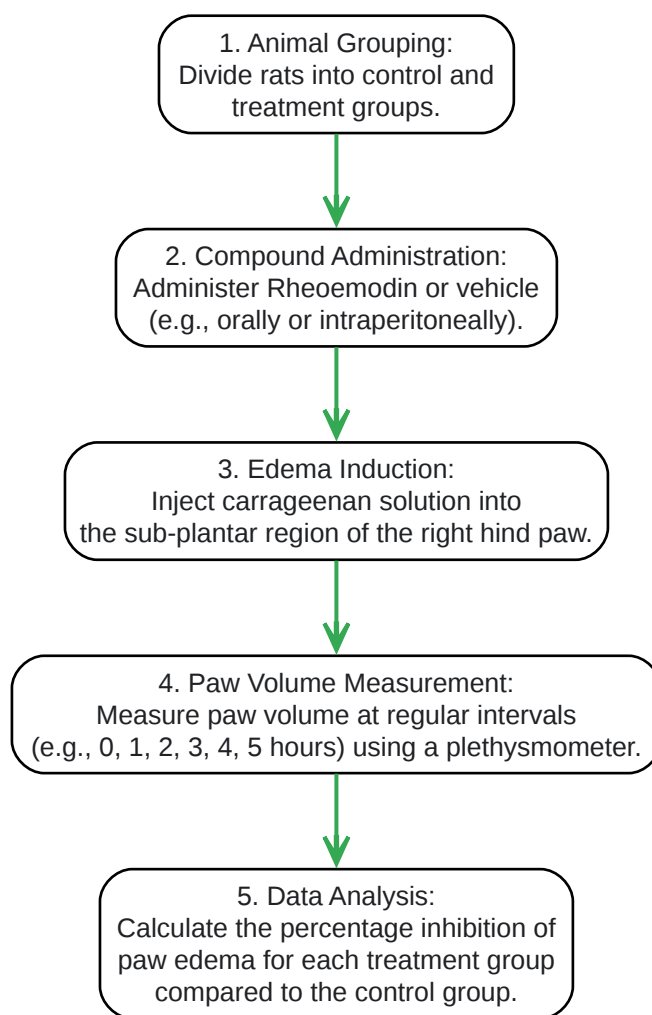 1. Animal Grouping:
Divide rats into control and
treatment groups.
2. Compound Administration:
Administer Rheoemodin or vehicle
(e.g., orally or intraperitoneally).
3. Edema Induction:
Inject carrageenan solution into
the sub-plantar region of the right hind paw.
4. Paw Volume Measurement:
Measure paw volume at regular intervals
(e.g., 0, 1, 2, 3, 4, 5 hours) using a plethysmometer.
5. Data Analysis:
Calculate the percentage inhibition of
paw edema for each treatment group
compared to the control group.